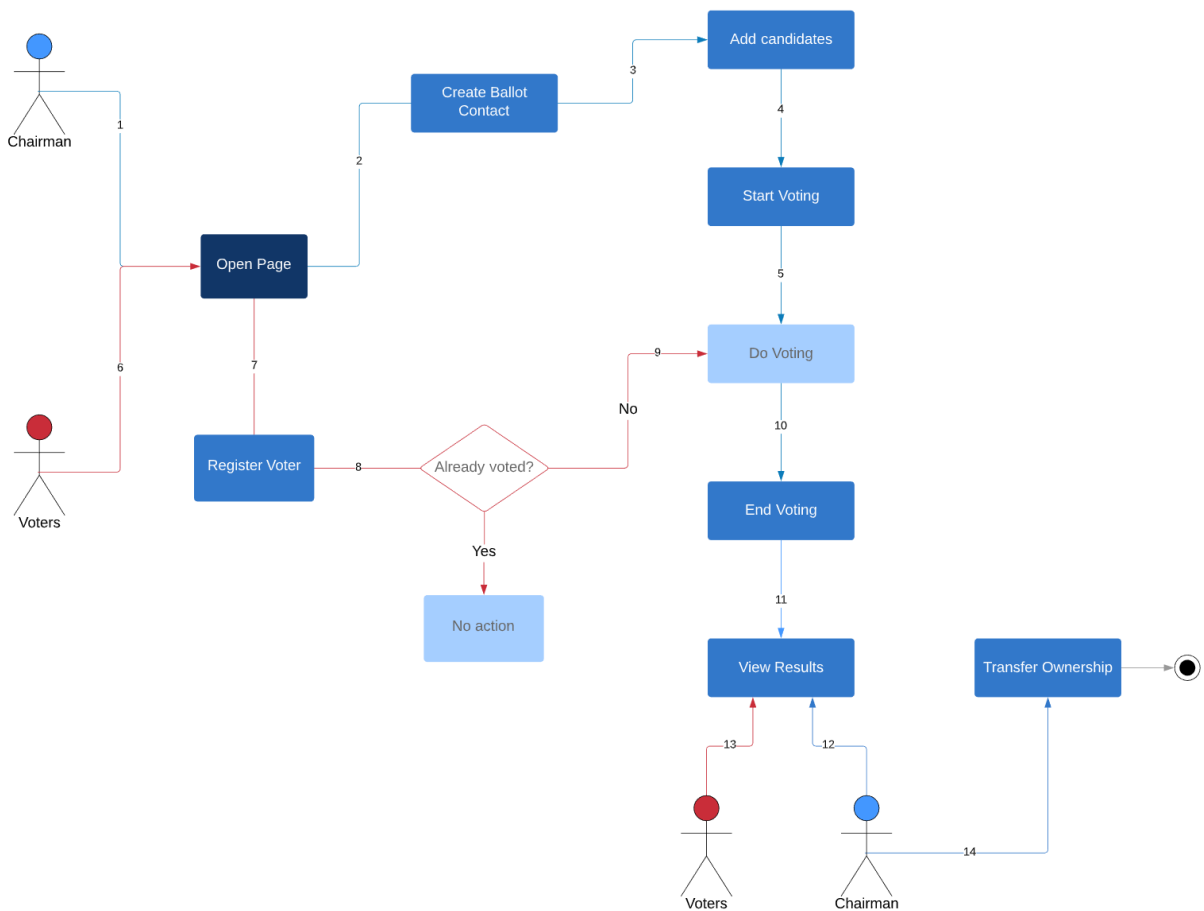 Add candidates
3
Create Ballot
Contact
4
Chairman
1
2
Start Voting
Open Page
5
Do Voting
9
7
6
No
10
Register Voter
8
Already voted?
End Voting
Voters
Yes
11
No action
View Results
Transfer Ownership
13
12
14
Voters
Chairman